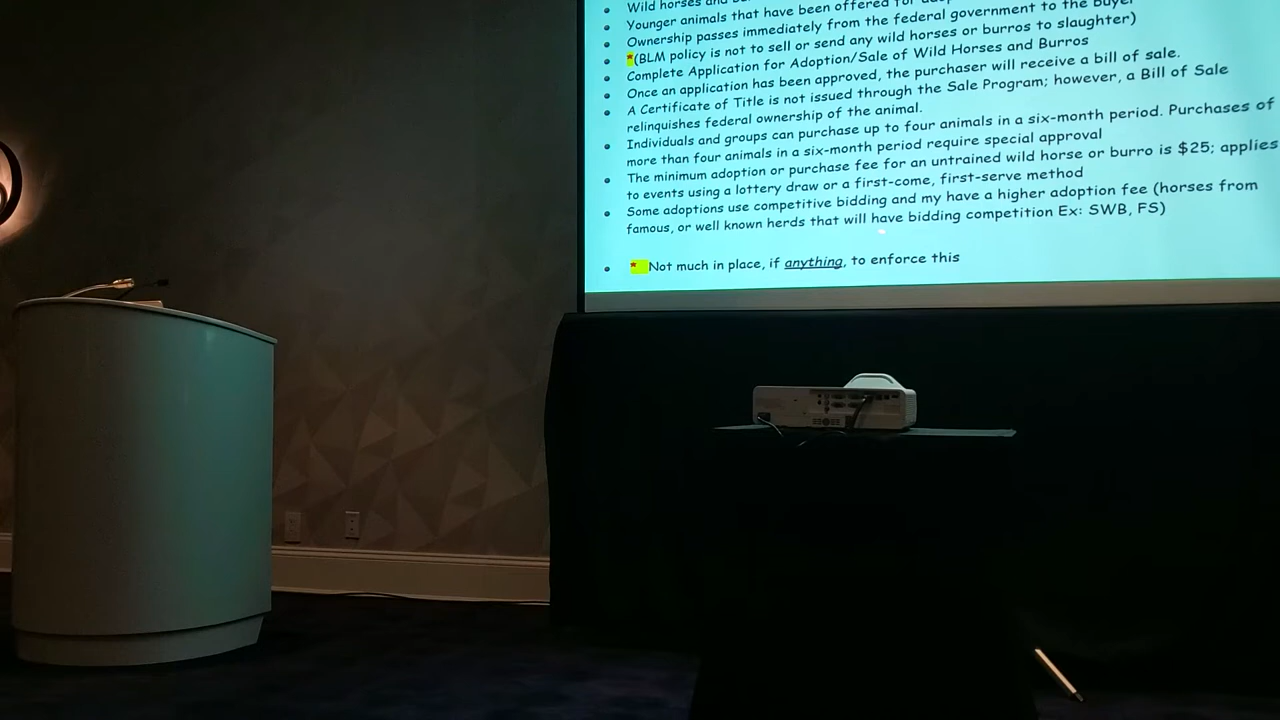 Wild horses and
Younger animals that have been offered for
Ownership passes immediately from the federal government to the buyer
*(BLM policy is not to sell or send any wild horses or burros to slaughter)
Complete Application for Adoption/Sale of Wild Horses and Burros
Once an application has been approved, the purchaser will receive a bill of sale.
A Certificate of Title is not issued through the Sale Program; however, a Bill of Sale
relinquishes federal ownership of the animal.
Individuals and groups can purchase up to four animals in a six-month period. Purchases of
more than four animals in a six-month period require special approval
The minimum adoption or purchase fee for an untrained wild horse or burro is $25; applies
to events using a lottery draw or a first-come, first-serve method
Some adoptions use competitive bidding and my have a higher adoption fee (horses from
famous, or well known herds that will have bidding competition Ex: SWB, FS)
* Not much in place, if anything, to enforce this